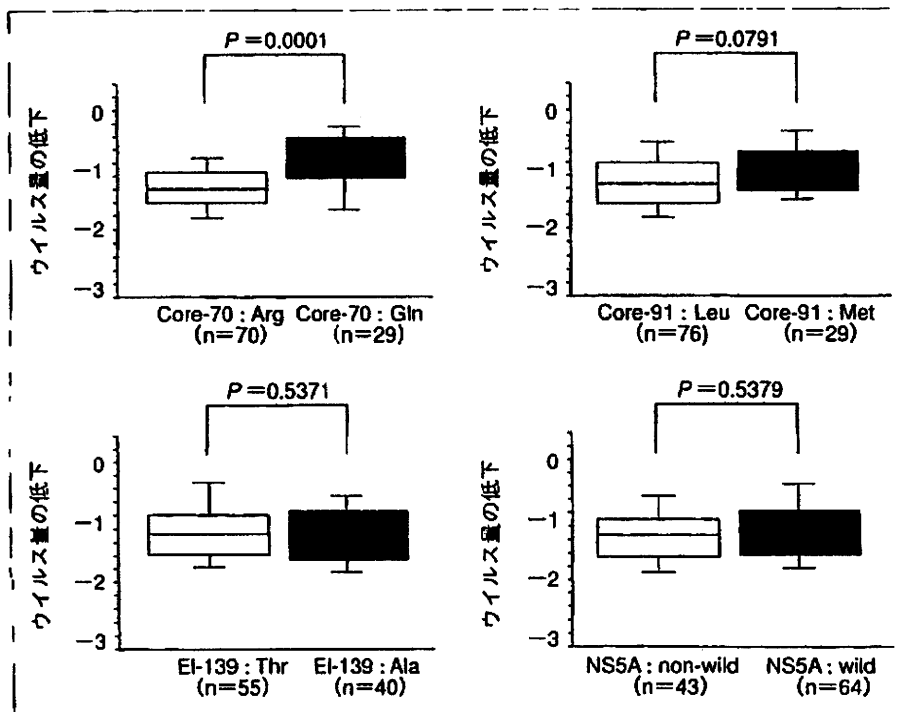 P=0.0001
ウイルス量の低下
0
−1
−2
−3
Core-70 : Arg Core-70 : Gln
(n=70) (n=29)
P=0.0791
ウイルス量の低下
0
−1
−2
−3
Core-91 : Leu Core-91 : Met
(n=76) (n=29)
P=0.5371
ウイルス量の低下
0
−1
−2
−3
EI-139 : Thr EI-139 : Ala
(n=55) (n=40)
P=0.5379
ウイルス量の低下
0
−1
−2
−3
NS5A : non-wild NS5A : wild
(n=43) (n=64)